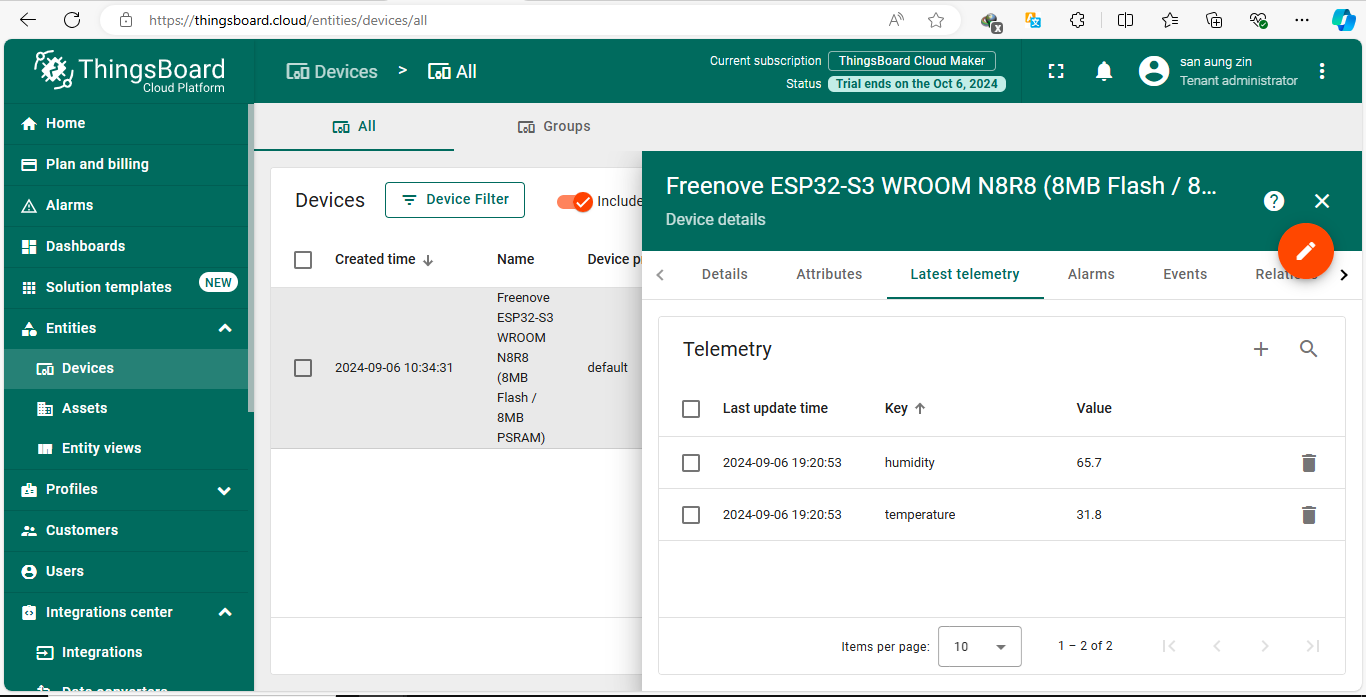 https://thingsboard.cloud/entities/devices/all
ThingsBoard
Cloud Platform
Devices > All
Current subscription ThingsBoard Cloud Maker
Status Trial ends on the Oct 6, 2024
san aung zin
Tenant administrator
Home
Plan and billing
Alarms
Dashboards
Solution templates NEW
Entities
Devices
Assets
Entity views
Profiles
Customers
Users
Integrations center
Integrations
Data converters
All Groups
Devices Device Filter Include
Created time Name Device p
2024-09-06 10:34:31
Freenove
ESP32-S3
WROOM
N8R8
(8MB
Flash /
8MB
PSRAM)
default
Freenove ESP32-S3 WROOM N8R8 (8MB Flash / 8...
Device details
Details Attributes Latest telemetry Alarms Events Relations
Telemetry
Last update time Key Value
2024-09-06 19:20:53 humidity 65.7
2024-09-06 19:20:53 temperature 31.8
Items per page: 10 1 – 2 of 2